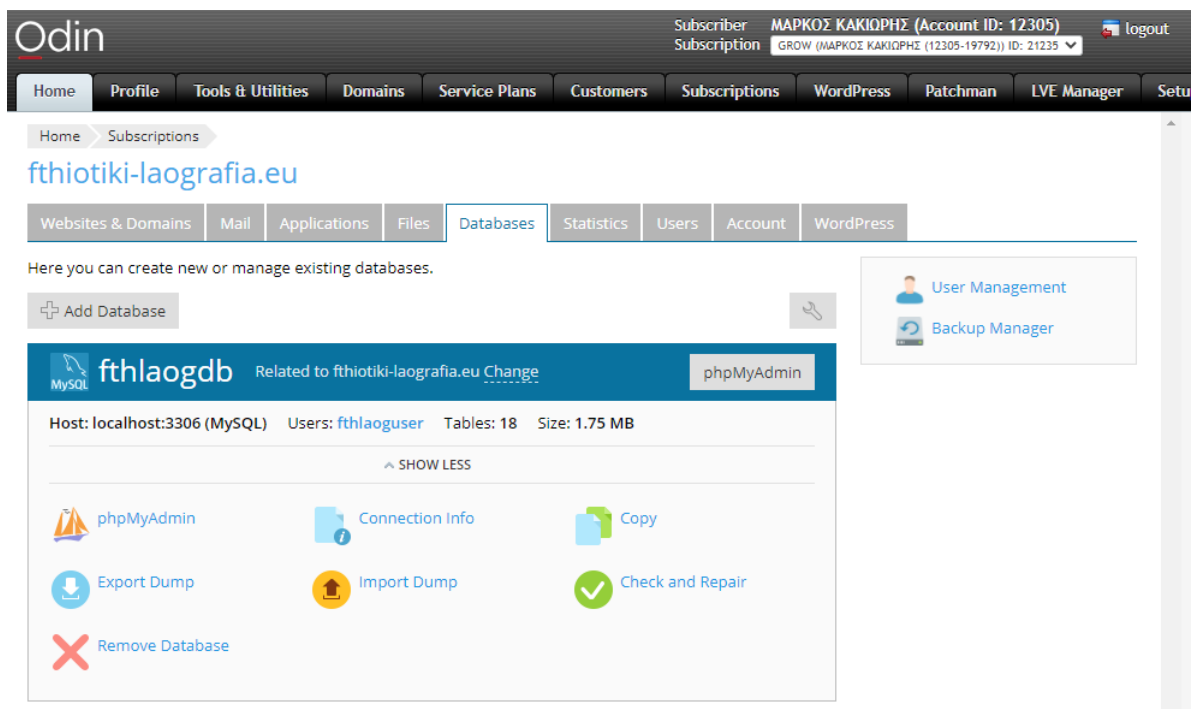 Odin
Subscriber ΜΑΡΚΟΣ ΚΑΚΙΩΡΗΣ (Account ID: 12305) logout
Subscription GROW (ΜΑΡΚΟΣ ΚΑΚΙΩΡΗΣ (12305-19792)) ID: 21235
Home Profile Tools & Utilities Domains Service Plans Customers Subscriptions WordPress Patchman LVE Manager Setu
Home Subscriptions
fthiotiki-laografia.eu
Websites & Domains Mail Applications Files Databases Statistics Users Account WordPress
Here you can create new or manage existing databases.
User Management
Add Database
Backup Manager
MySQL fthlaogdb Related to fthiotiki-laografia.eu Change phpMyAdmin
Host: localhost:3306 (MySQL) Users: fthlaoguser Tables: 18 Size: 1.75 MB
SHOW LESS
phpMyAdmin Connection Info Copy
Export Dump Import Dump Check and Repair
Remove Database